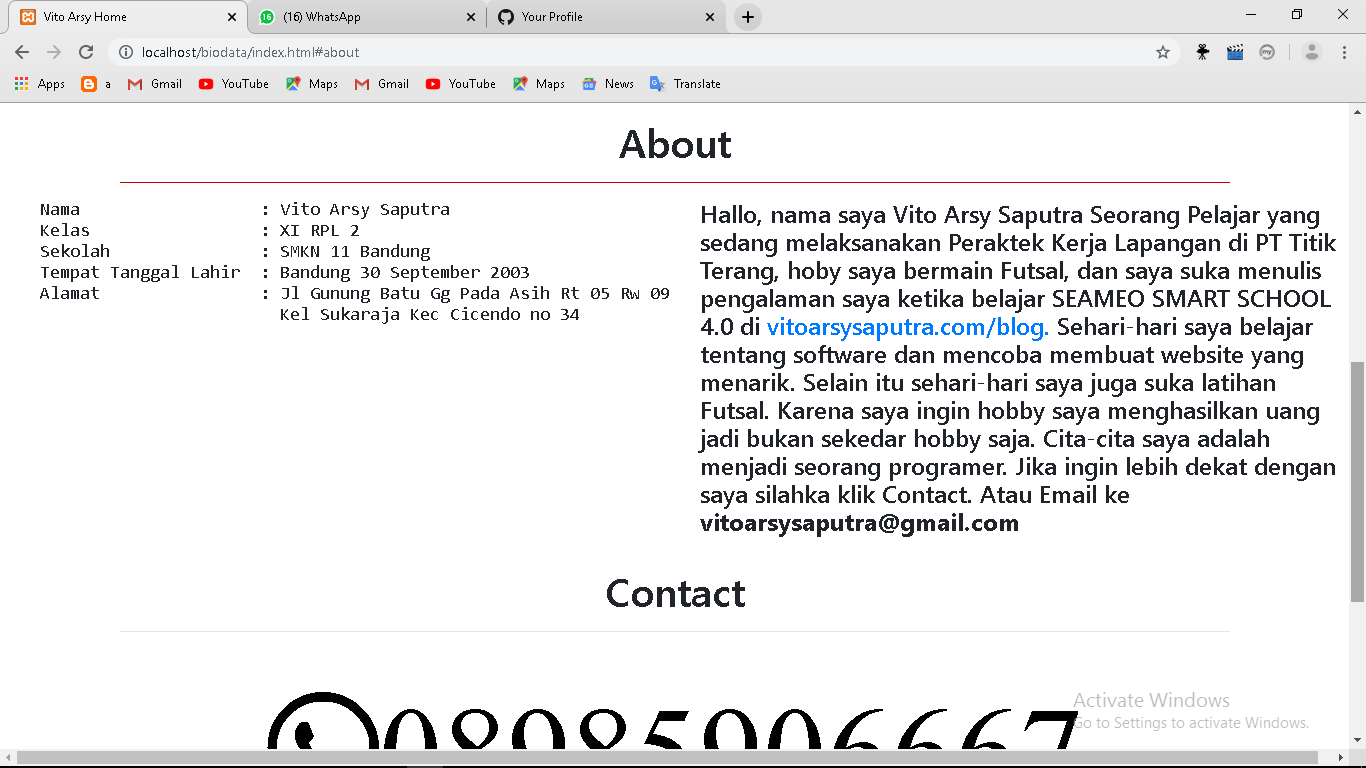 Vito Arsy Home
(16) WhatsApp
Your Profile
localhost/biodata/index.html#about
Apps a Gmail YouTube Maps Gmail YouTube Maps News Translate
About
Nama : Vito Arsy Saputra
Kelas : XI RPL 2
Sekolah : SMKN 11 Bandung
Tempat Tanggal Lahir : Bandung 30 September 2003
Alamat : Jl Gunung Batu Gg Pada Asih Rt 05 Rw 09
Kel Sukaraja Kec Cicendo no 34
Hallo, nama saya Vito Arsy Saputra Seorang Pelajar yang
sedang melaksanakan Peraktek Kerja Lapangan di PT Titik
Terang, hoby saya bermain Futsal, dan saya suka menulis
pengalaman saya ketika belajar SEAMEO SMART SCHOOL
4.0 di vitoarsysaputra.com/blog. Sehari-hari saya belajar
tentang software dan mencoba membuat website yang
menarik. Selain itu sehari-hari saya juga suka latihan
Futsal. Karena saya ingin hobby saya menghasilkan uang
jadi bukan sekedar hobby saja. Cita-cita saya adalah
menjadi seorang programer. Jika ingin lebih dekat dengan
saya silahka klik Contact. Atau Email ke
vitoarsysaputra@gmail.com
Contact
08985906667
Activate Windows
Go to Settings to activate Windows.